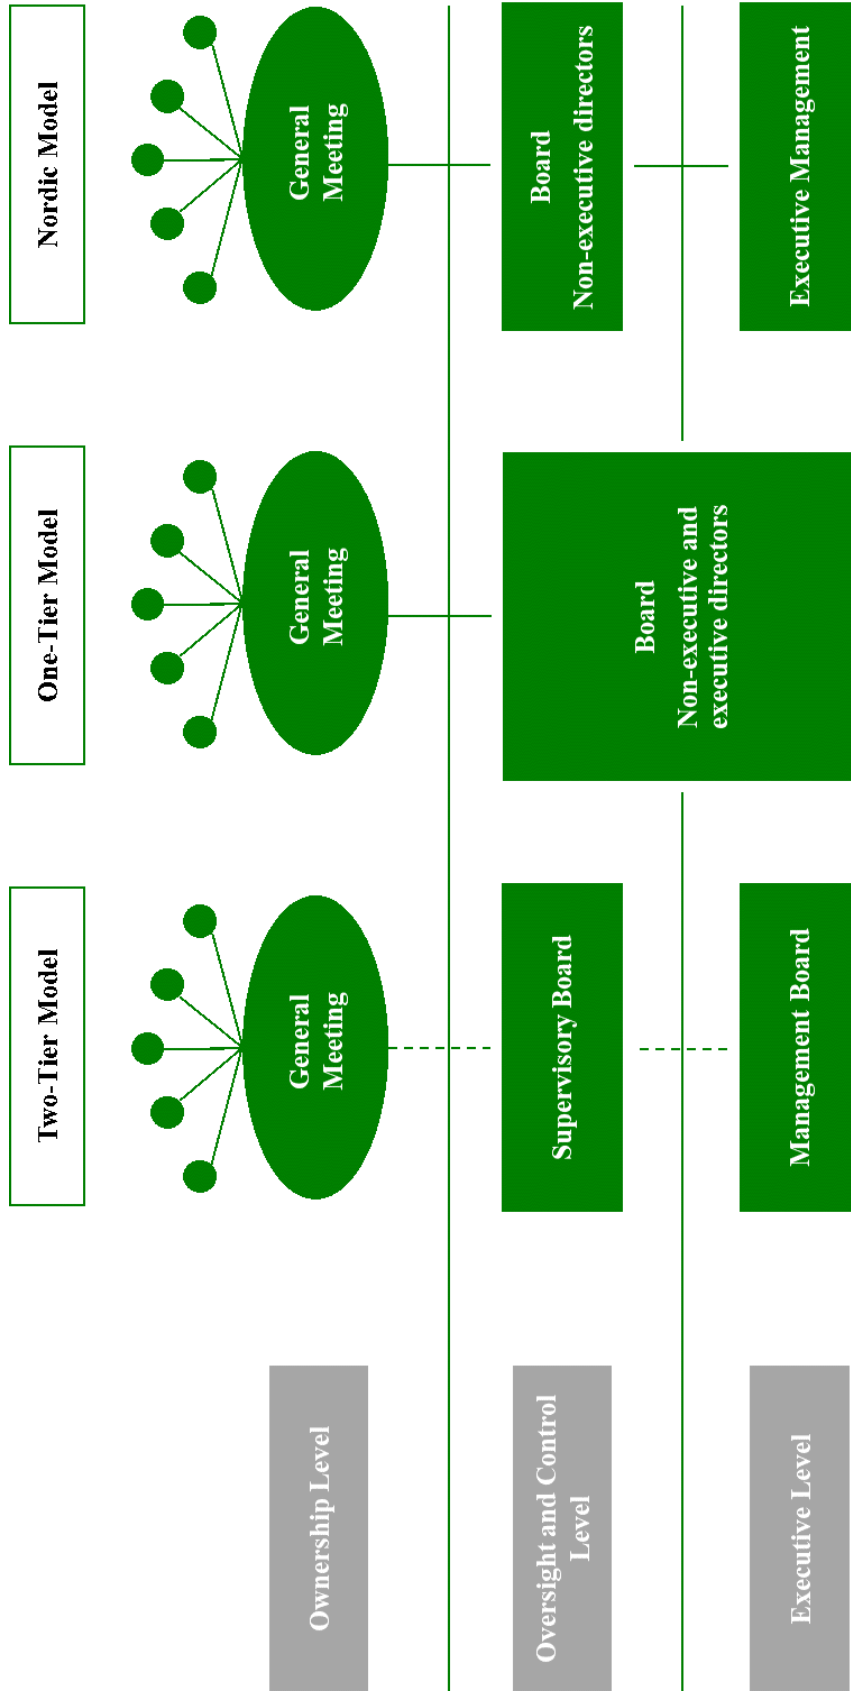 Two-Tier Model
One-Tier Model
Nordic Model
Ownership Level
General
Meeting
General
Meeting
General
Meeting
Oversight and Control
Level
Supervisory Board
Board
Non-executive and
executive directors
Board
Non-executive directors
Executive Level
Management Board
Executive Management